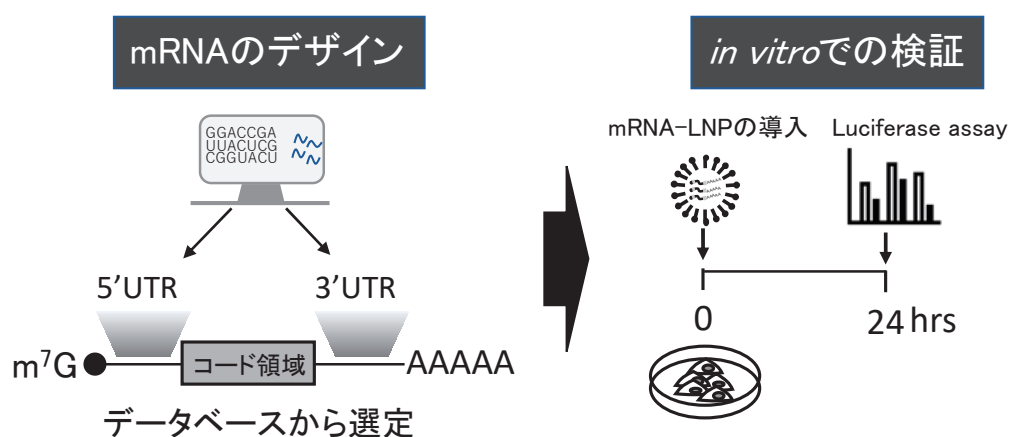 mRNAのデザイン
GGACCGA
UUACUCG
CGGUACU
5’UTR
3’UTR
m⁷G
コード領域
AAAAA
データベースから選定
in vitroでの検証
mRNA-LNPの導入
Luciferase assay
0
24 hrs